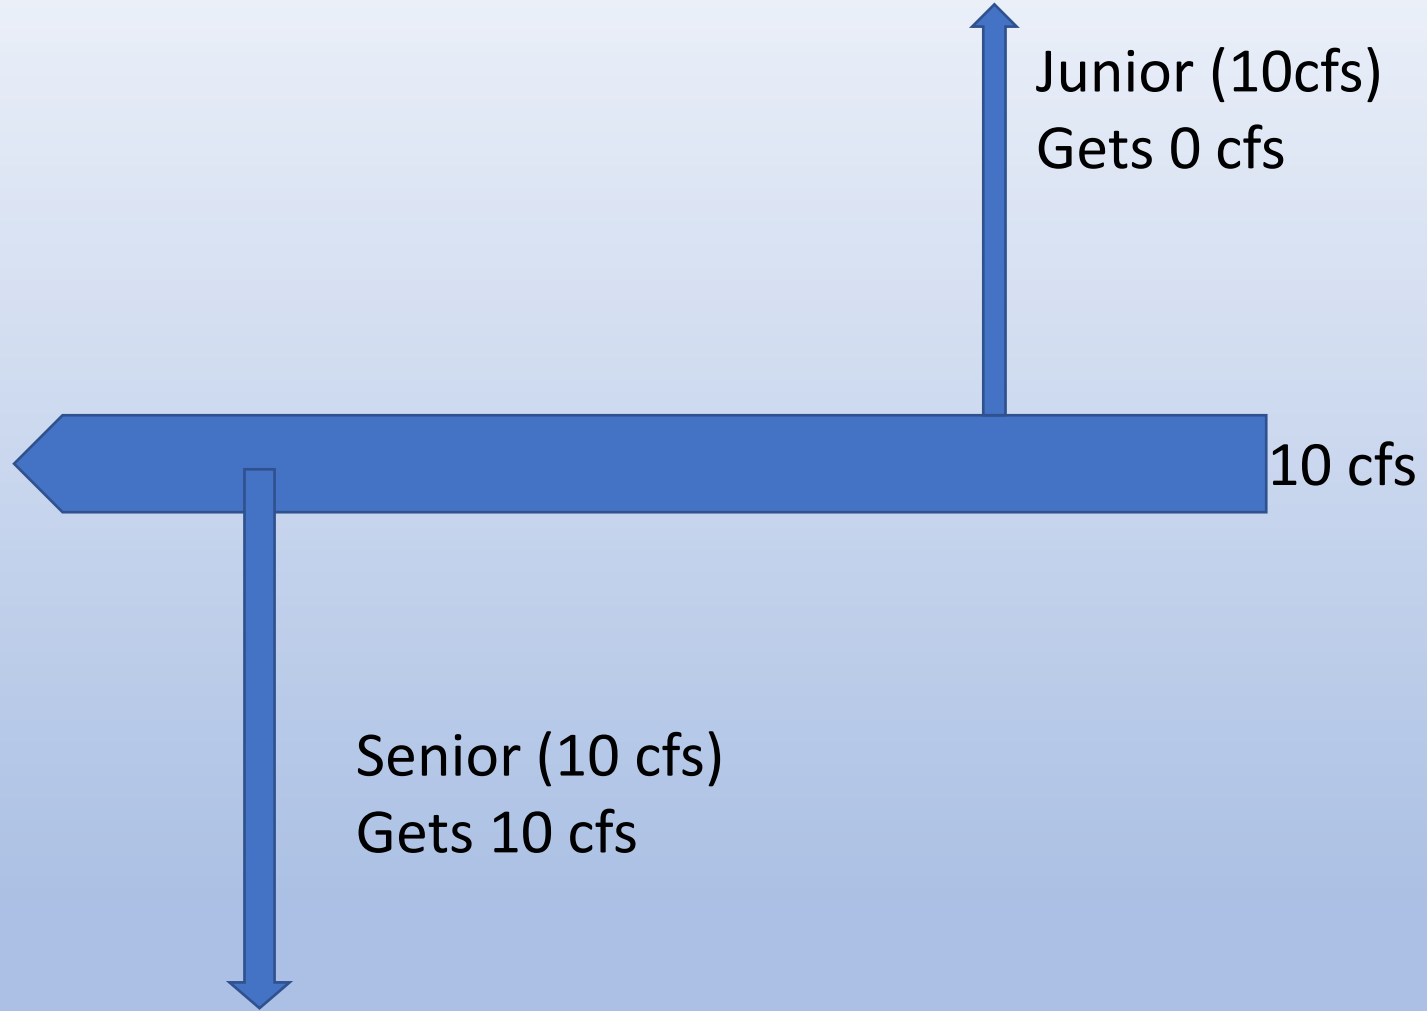 Junior (10cfs)
Gets 0 cfs
10 cfs
Senior (10 cfs)
Gets 10 cfs